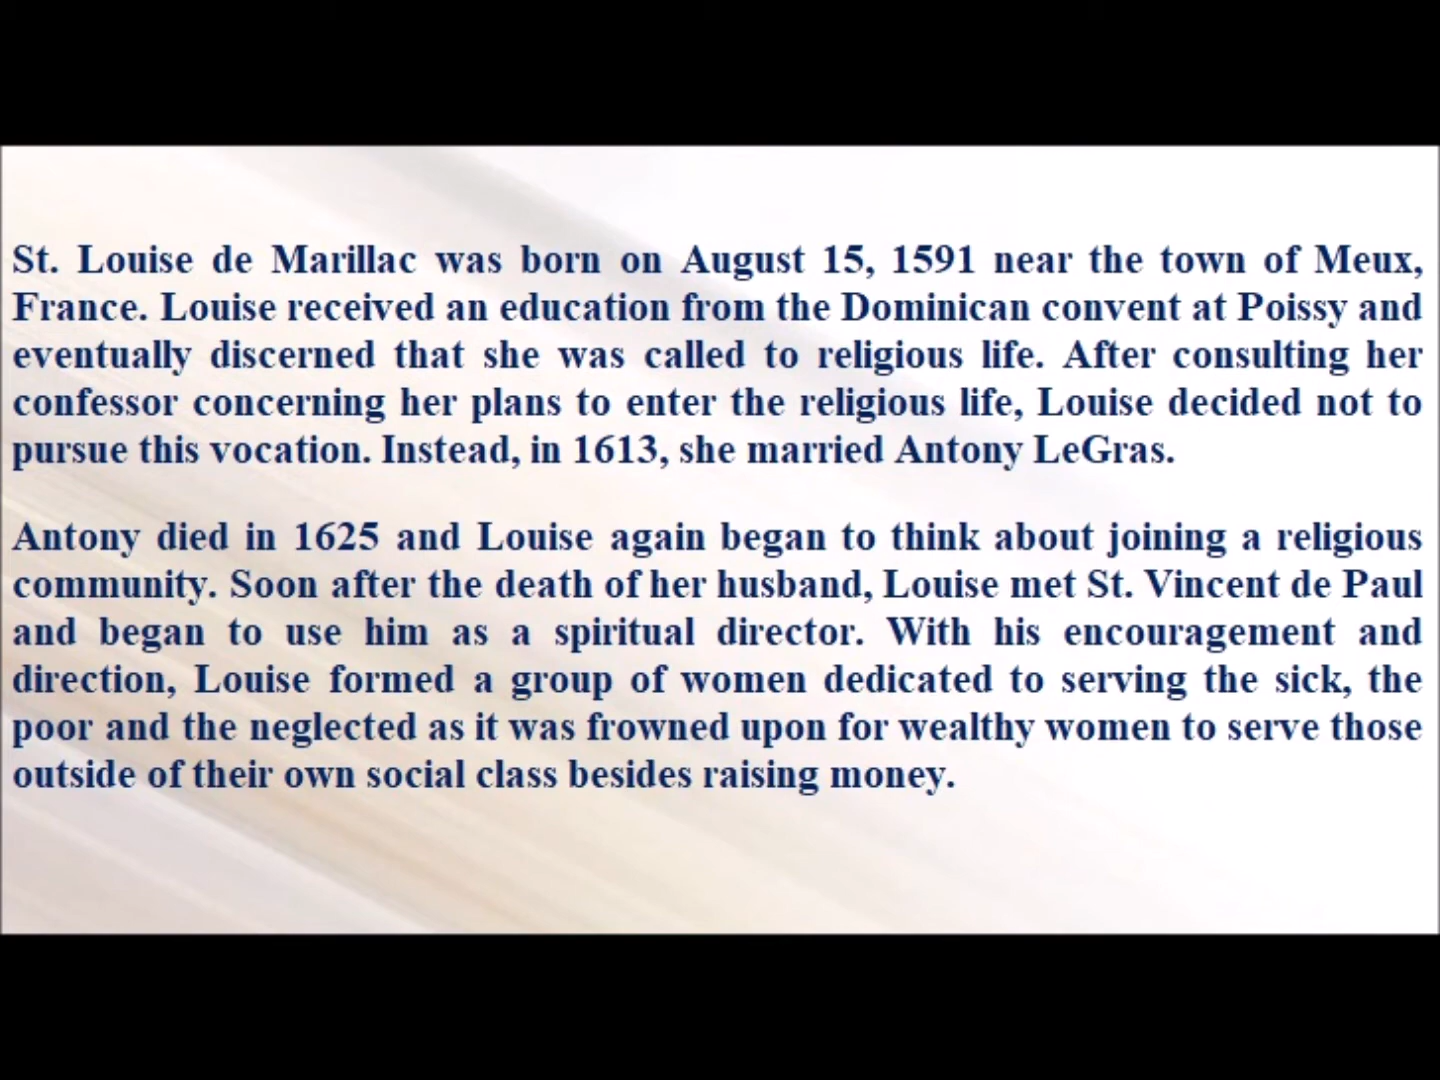 St. Louise de Marillac was born on August 15, 1591 near the town of Meux,
France. Louise received an education from the Dominican convent at Poissy and
eventually discerned that she was called to religious life. After consulting her
confessor concerning her plans to enter the religious life, Louise decided not to
pursue this vocation. Instead, in 1613, she married Antony LeGras.
Antony died in 1625 and Louise again began to think about joining a religious
community. Soon after the death of her husband, Louise met St. Vincent de Paul
and began to use him as a spiritual director. With his encouragement and
direction, Louise formed a group of women dedicated to serving the sick, the
poor and the neglected as it was frowned upon for wealthy women to serve those
outside of their own social class besides raising money.